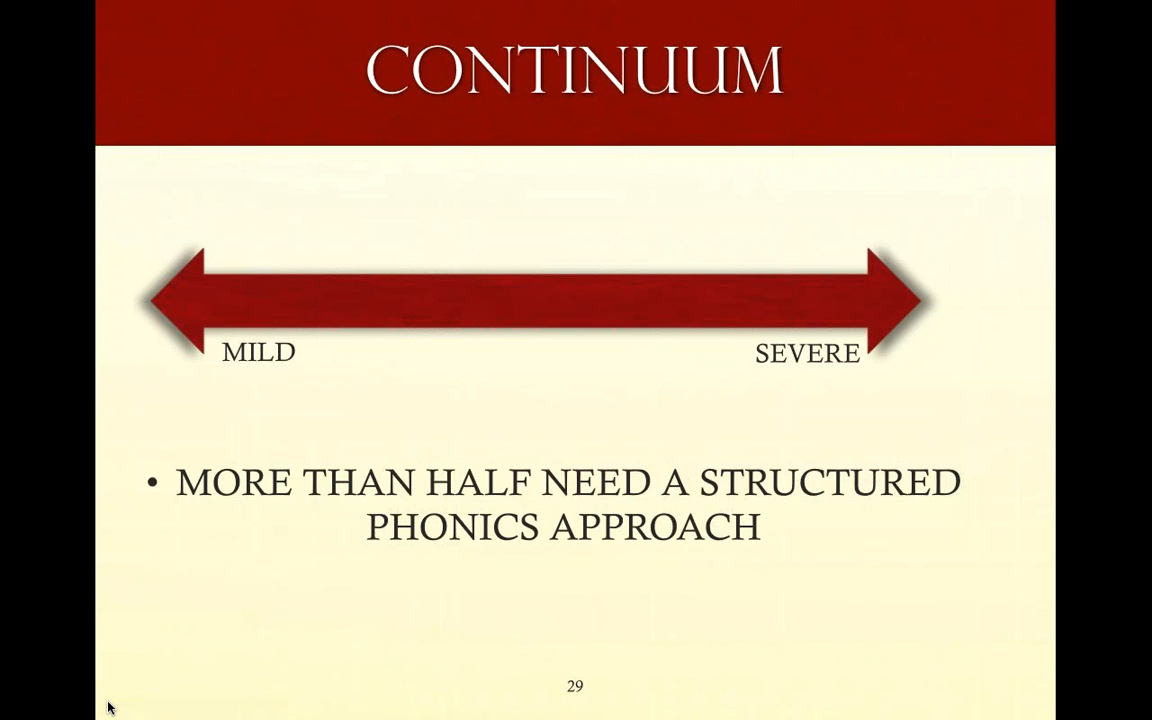 CONTINUUM
MILD
SEVERE
• MORE THAN HALF NEED A STRUCTURED
PHONICS APPROACH
29